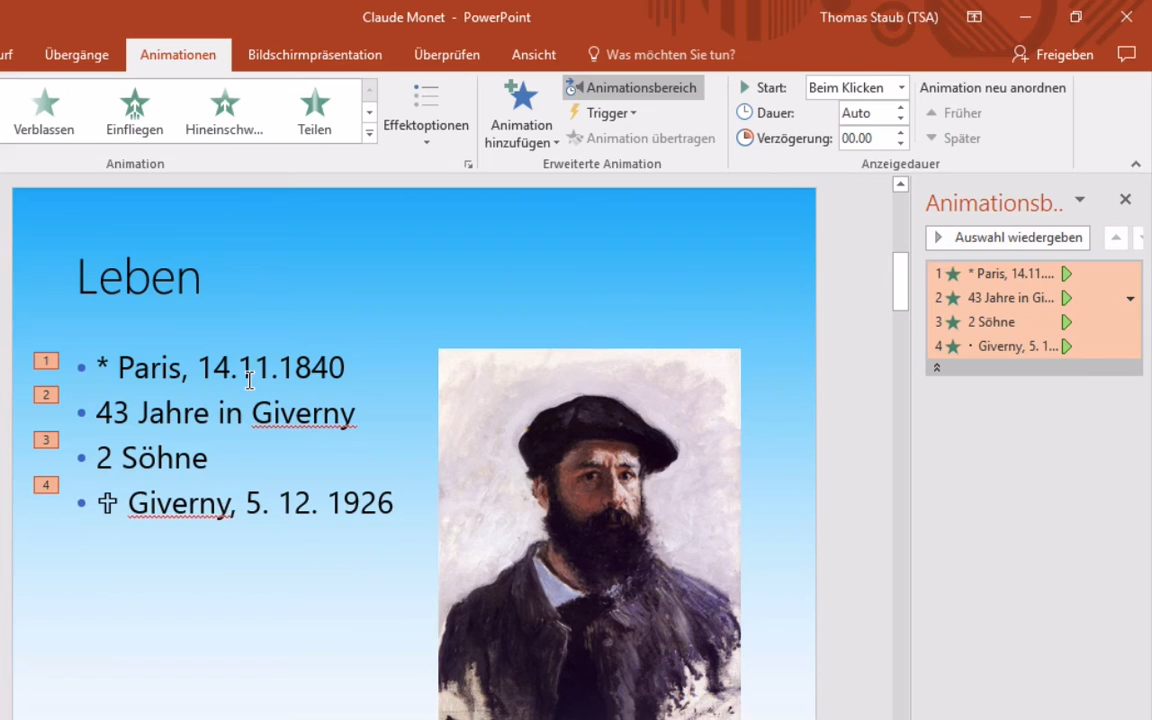 Claude Monet - PowerPoint
Thomas Staub (TSA)
urf Übergänge Animationen Bildschirmpräsentation Überprüfen Ansicht Was möchten Sie tun? Freigeben
Verblassen Einfliegen Hineinschw... Teilen
Effektoptionen
Animation hinzufügen
Animationsbereich
Trigger
Animation übertragen
Start: Beim Klicken
Dauer: Auto
Verzögerung: 00.00
Animation neu anordnen
Früher
Später
Animation Erweiterte Animation Anzeigedauer
Leben
1 • * Paris, 14.11.1840
2 • 43 Jahre in Giverny
3 • 2 Söhne
4 • ✞ Giverny, 5. 12. 1926
Animationsb..
Auswahl wiedergeben
1 * Paris, 14.11....
2 43 Jahre in Gi...
3 2 Söhne
4 · Giverny, 5. 1...